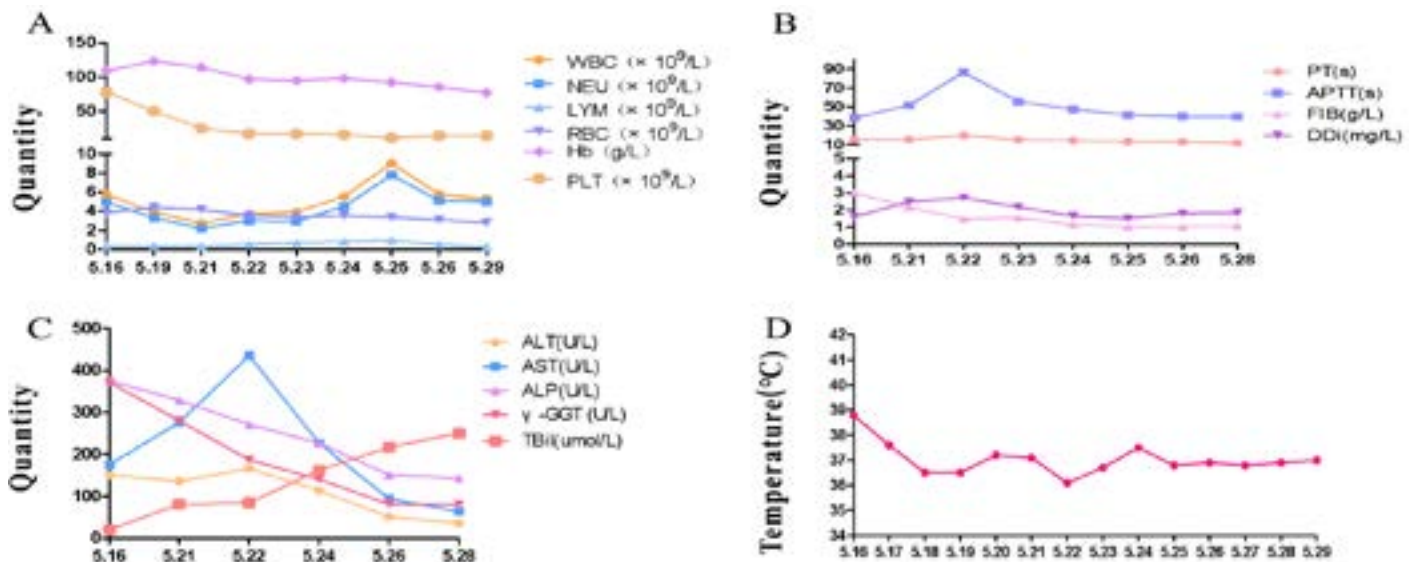 A
Quantity
150
100
50
10
8
6
4
2
0
5.16 5.19 5.21 5.22 5.23 5.24 5.25 5.26 5.29
WBC (× 10⁹/L)
NEU (× 10⁹/L)
LYM (× 10⁹/L)
RBC (× 10⁹/L)
Hb (g/L)
PLT (× 10⁹/L)
B
Quantity
90
70
50
30
10
5
4
3
2
1
0
5.16 5.21 5.22 5.23 5.24 5.25 5.26 5.28
PT(s)
APTT(s)
FIB(g/L)
DDi(mg/L)
C
Quantity
500
400
300
200
100
0
5.16 5.21 5.22 5.24 5.26 5.28
ALT(U/L)
AST(U/L)
ALP(U/L)
γ -GGT (U/L)
TBil(umol/L)
D
Temperature(°C)
42
41
40
39
38
37
36
35
34
5.16 5.17 5.18 5.19 5.20 5.21 5.22 5.23 5.24 5.25 5.26 5.27 5.28 5.29